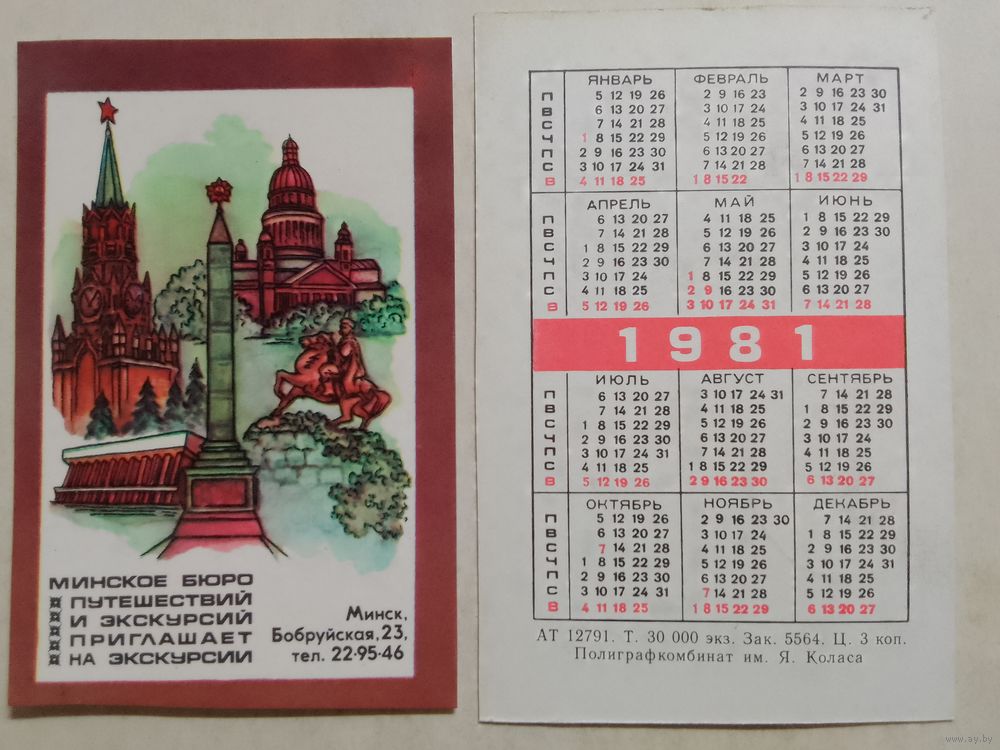 МИНСКОЕ БЮРО
ПУТЕШЕСТВИЙ
И ЭКСКУРСИЙ
ПРИГЛАШАЕТ
НА ЭКСКУРСИИ
Минск,
Бобруйская, 23,
тел. 22-95-46
ЯНВАРЬ ФЕВРАЛЬ МАРТ
П 5 12 19 26 2 9 16 23 2 9 16 23 30
В 6 13 20 27 3 10 17 24 3 10 17 24 31
С 7 14 21 28 4 11 18 25 4 11 18 25
Ч 1 8 15 22 29 5 12 19 26 5 12 19 26
П 2 9 16 23 30 6 13 20 27 6 13 20 27
С 3 10 17 24 31 7 14 21 28 7 14 21 28
В 4 11 18 25 1 8 15 22 1 8 15 22 29
АПРЕЛЬ МАЙ ИЮНЬ
П 6 13 20 27 4 11 18 25 1 8 15 22 29
В 7 14 21 28 5 12 19 26 2 9 16 23 30
С 1 8 15 22 29 6 13 20 27 3 10 17 24
Ч 2 9 16 23 30 7 14 21 28 4 11 18 25
П 3 10 17 24 1 8 15 22 29 5 12 19 26
С 4 11 18 25 2 9 16 23 30 6 13 20 27
В 5 12 19 26 3 10 17 24 31 7 14 21 28
1981
ИЮЛЬ АВГУСТ СЕНТЯБРЬ
П 6 13 20 27 3 10 17 24 31 7 14 21 28
В 7 14 21 28 4 11 18 25 1 8 15 22 29
С 1 8 15 22 29 5 12 19 26 2 9 16 23 30
Ч 2 9 16 23 30 6 13 20 27 3 10 17 24
П 3 10 17 24 31 7 14 21 28 4 11 18 25
С 4 11 18 25 1 8 15 22 29 5 12 19 26
В 5 12 19 26 2 9 16 23 30 6 13 20 27
ОКТЯБРЬ НОЯБРЬ ДЕКАБРЬ
П 5 12 19 26 2 9 16 23 30 7 14 21 28
В 6 13 20 27 3 10 17 24 1 8 15 22 29
С 7 14 21 28 4 11 18 25 2 9 16 23 30
Ч 1 8 15 22 29 5 12 19 26 3 10 17 24 31
П 2 9 16 23 30 6 13 20 27 4 11 18 25
С 3 10 17 24 31 7 14 21 28 5 12 19 26
В 4 11 18 25 1 8 15 22 29 6 13 20 27
АТ 12791. Т. 30 000 экз. Зак. 5564. Ц. 3 коп.
Полиграфкомбинат им. Я. Коласа
www.ay.by